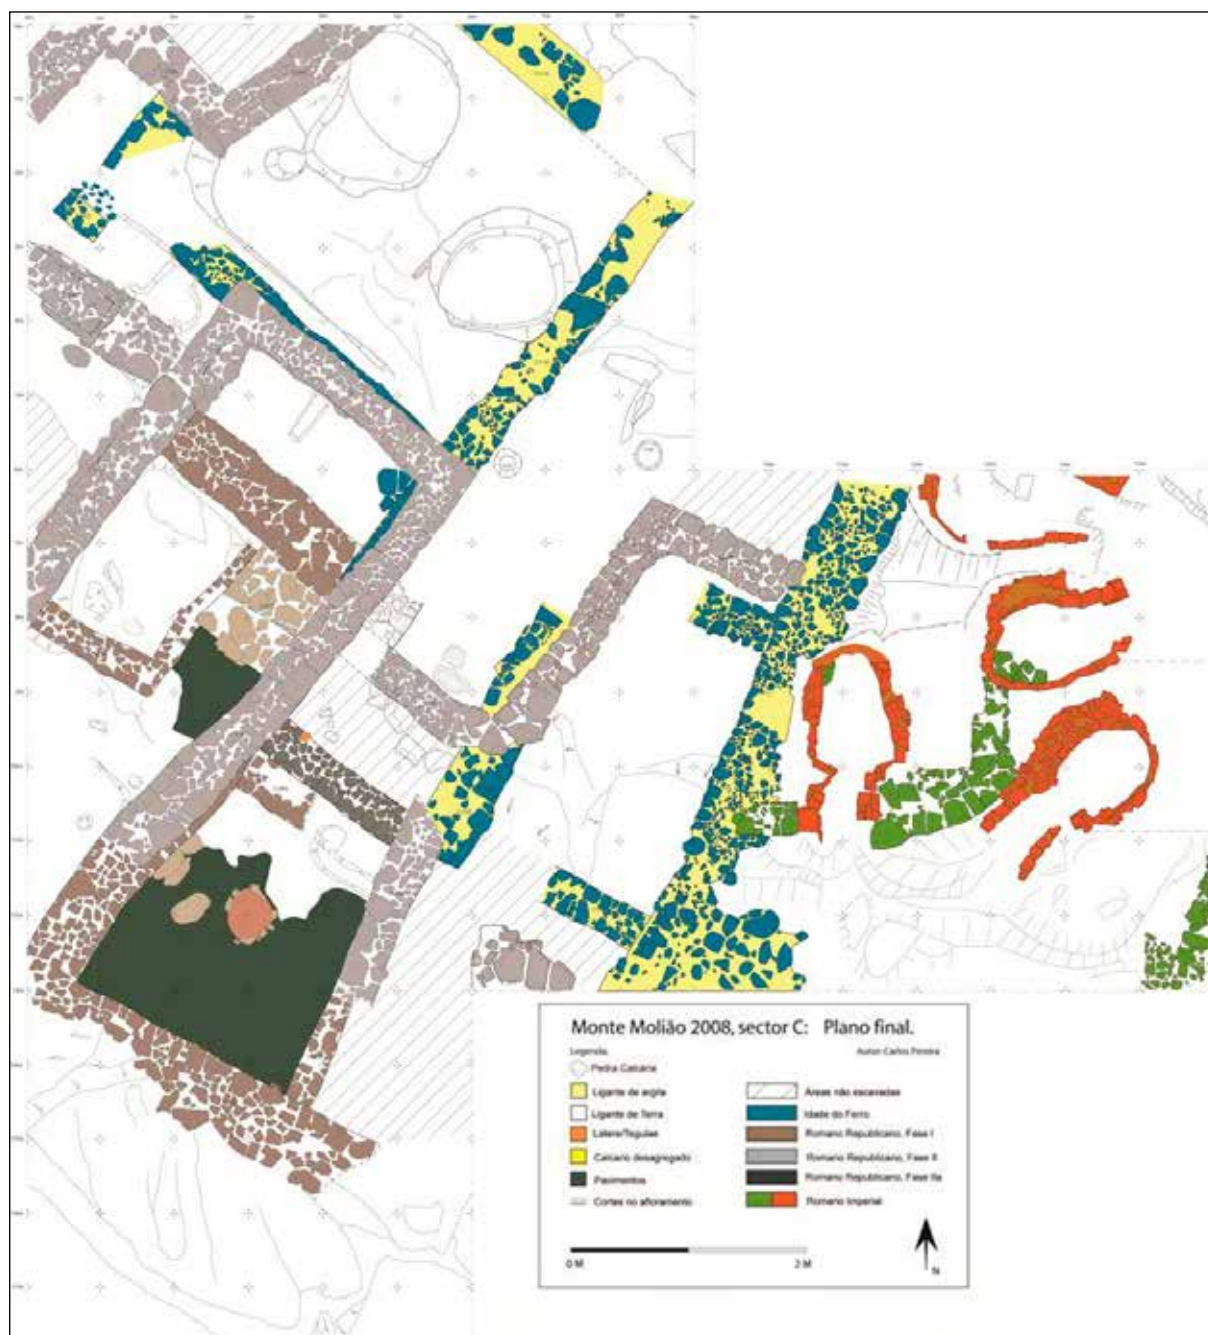 Monte Molião 2008, sector C: Plano final.
Legenda: Autor: Carlos Pereira
Pedra Calcária
Ligante de argila
Ligante de Terra
Latere/Tegulae
Calcário desagregado
Pavimentos
Cortes no afloramento
Áreas não escavadas
Idade do Ferro
Romano Republicano, Fase I
Romano Republicano, Fase II
Romano Republicano, Fase IIa
Romano Imperial
0 M 2 M
N